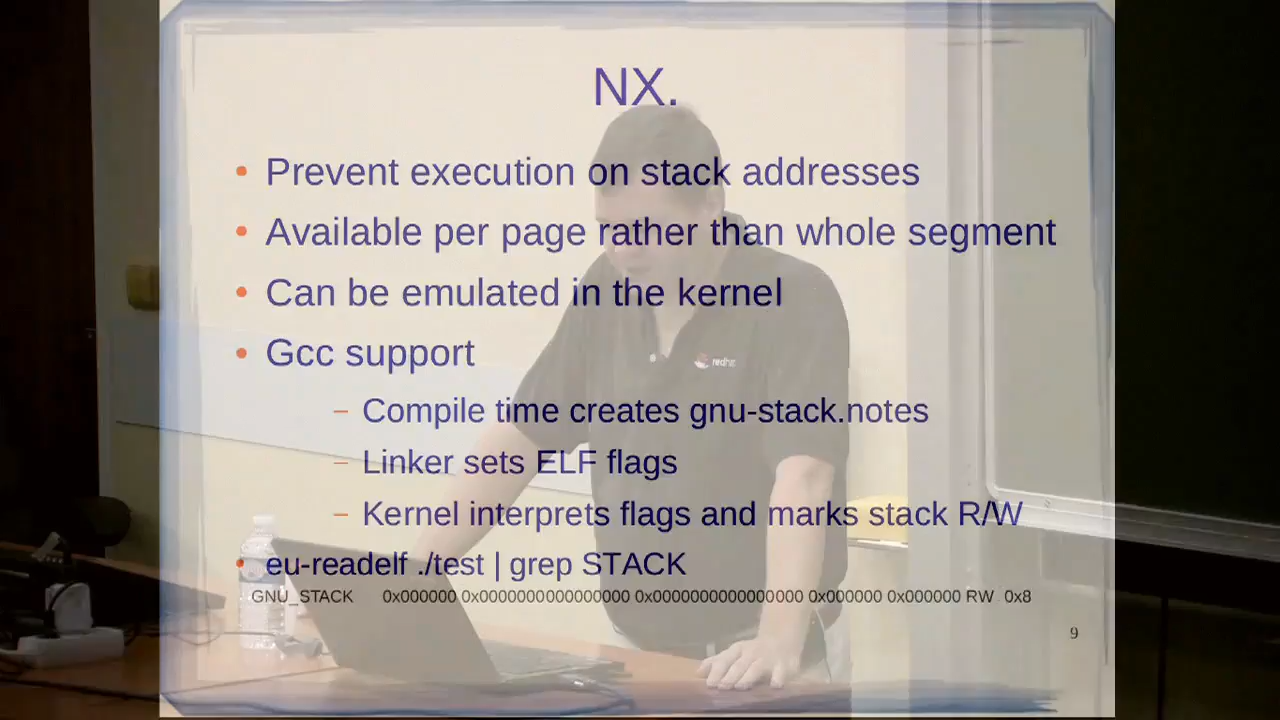 NX.
Prevent execution on stack addresses
Available per page rather than whole segment
Can be emulated in the kernel
Gcc support
– Compile time creates gnu-stack.notes
– Linker sets ELF flags
– Kernel interprets flags and marks stack R/W
eu-readelf ./test | grep STACK
GNU_STACK 0x000000 0x0000000000000000 0x0000000000000000 0x000000 0x000000 RW 0x8
9
redhat